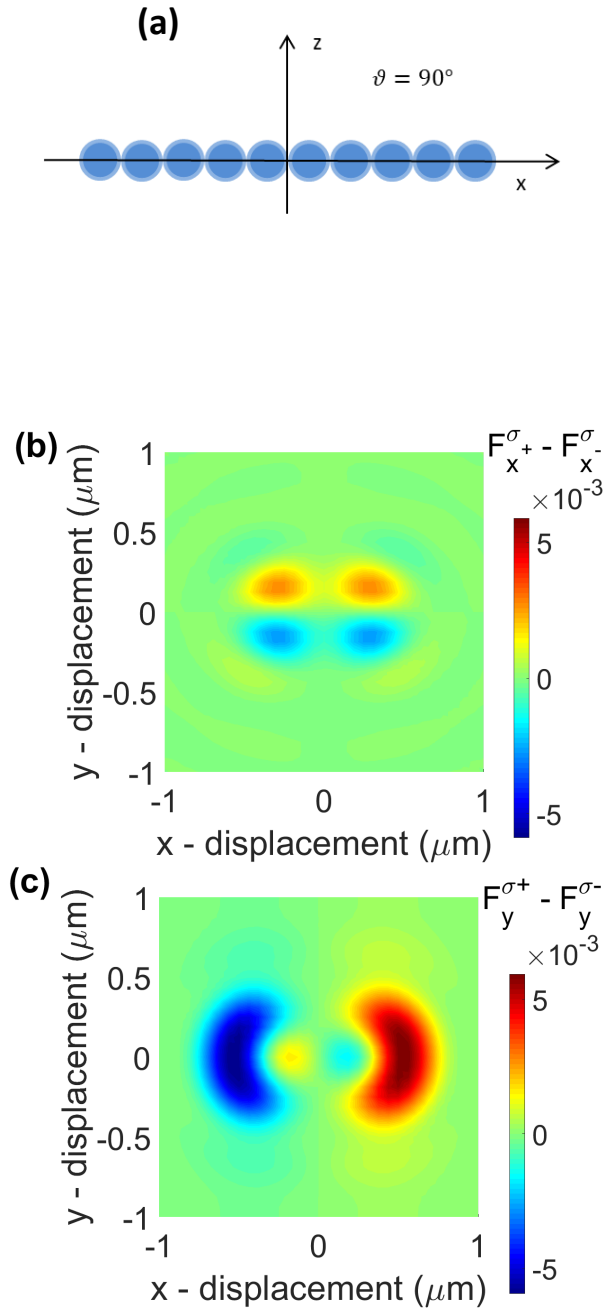 (a)
z
ϑ = 90°
x
(b)
F_x^σ+ - F_x^σ-
×10^-3
1
0.5
0
-0.5
-1
y - displacement (μm)
5
0
-5
-1
0
1
x - displacement (μm)
(c)
F_y^σ+ - F_y^σ-
×10^-3
1
0.5
0
-0.5
-1
y - displacement (μm)
5
0
-5
-1
0
1
x - displacement (μm)